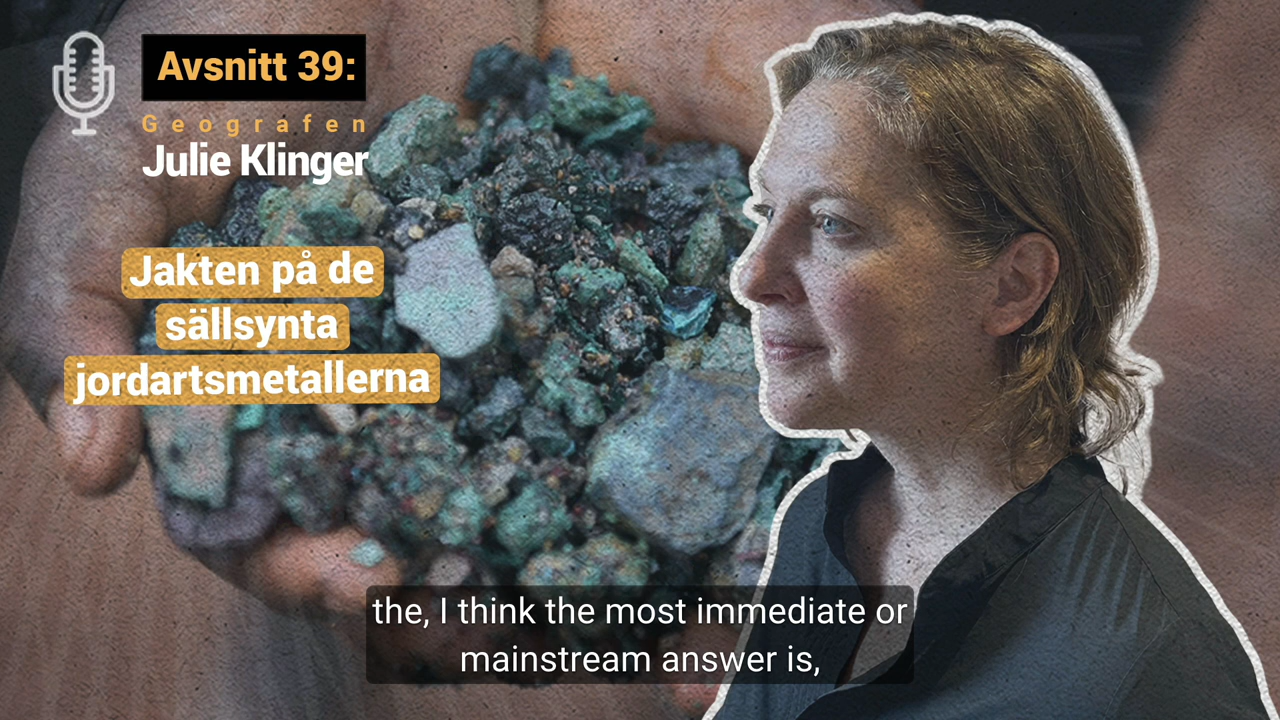 Avsnitt 39:
Geografen
Julie Klinger
Jakten på de
sällsynta
jordartsmetallerna
the, I think the most immediate or
mainstream answer is,